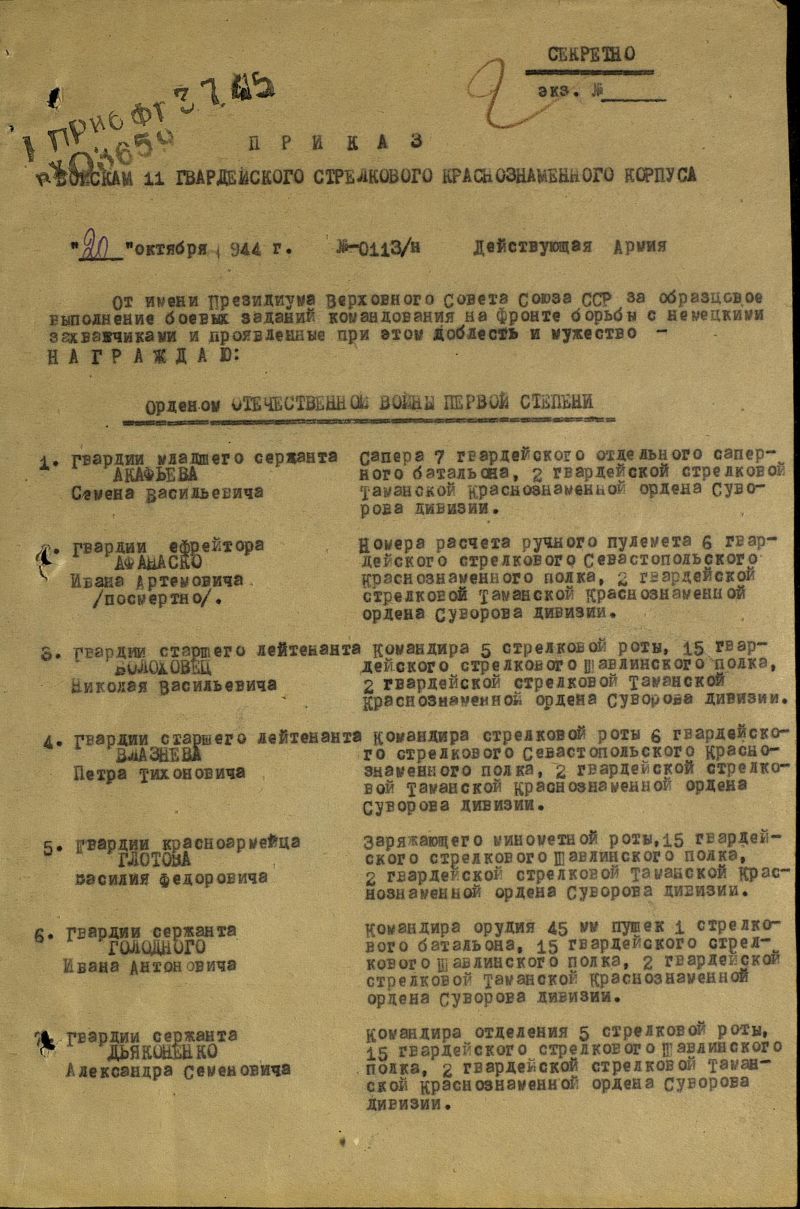 СЕКРЕТНО
экз. №
2
П Р И К А З
ВОЙСКАМ 11 ГВАРДЕЙСКОГО СТРЕЛКОВОГО КРАСНОЗНАМЕННОГО КОРПУСА
"20" октября 1944 г. №-0113/н Действующая Армия
От имени Президиума Верховного Совета Союза ССР за образцовое
выполнение боевых заданий командования на фронте борьбы с немецкими
захватчиками и проявленные при этом доблесть и мужество –
Н А Г Р А Ж Д А Ю:
Орденом ОТЕЧЕСТВЕННОЙ ВОЙНЫ ПЕРВОЙ СТЕПЕНИ
1. Гвардии младшего сержанта Сапера 7 гвардейского отдельного сапер-
АКАФЬЕВА ного батальона, 2 гвардейской стрелковой
Семена Васильевича Таманской Краснознаменной ордена Суво-
рова дивизии.
2. Гвардии ефрейтора Номера расчета ручного пулемета 6 гвар-
АФАНАСКО дейского стрелкового Севастопольского
Ивана Артемовича Краснознаменного полка, 2 гвардейской
/посмертно/. стрелковой Таманской Краснознаменной
ордена Суворова дивизии.
3. Гвардии старшего лейтенанта Командира 5 стрелковой роты, 15 гвар-
ВОЛОХОВЕЦ дейского стрелкового Шавлинского полка,
Николая Васильевича 2 гвардейской стрелковой Таманской
Краснознаменной ордена Суворова дивизии.
4. Гвардии старшего лейтенанта Командира стрелковой роты 6 гвардейско-
ВЛАЗНЕВА го стрелкового Севастопольского Красно-
Петра Тихоновича знаменного полка, 2 гвардейской стрелко-
вой Таманской Краснознаменной ордена
Суворова дивизии.
5. Гвардии красноармейца Заряжающего минометной роты, 15 гвардей-
ГЛОТОВА ского стрелкового Шавлинского полка,
Василия Федоровича 2 гвардейской стрелковой Таманской Крас-
нознаменной ордена Суворова дивизии.
6. Гвардии сержанта Командира орудия 45 мм пушек 1 стрелко-
ГОЛОДНОГО вого батальона, 15 гвардейского стрел-
Ивана Антоновича кового Шавлинского полка, 2 гвардейской
стрелковой Таманской Краснознаменной
ордена Суворова дивизии.
7. Гвардии сержанта Командира отделения 5 стрелковой роты,
ДЬЯКОНЕНКО 15 гвардейского стрелкового Шавлинского
Александра Семеновича полка, 2 гвардейской стрелковой Таман-
ской Краснознаменной ордена Суворова
дивизии.